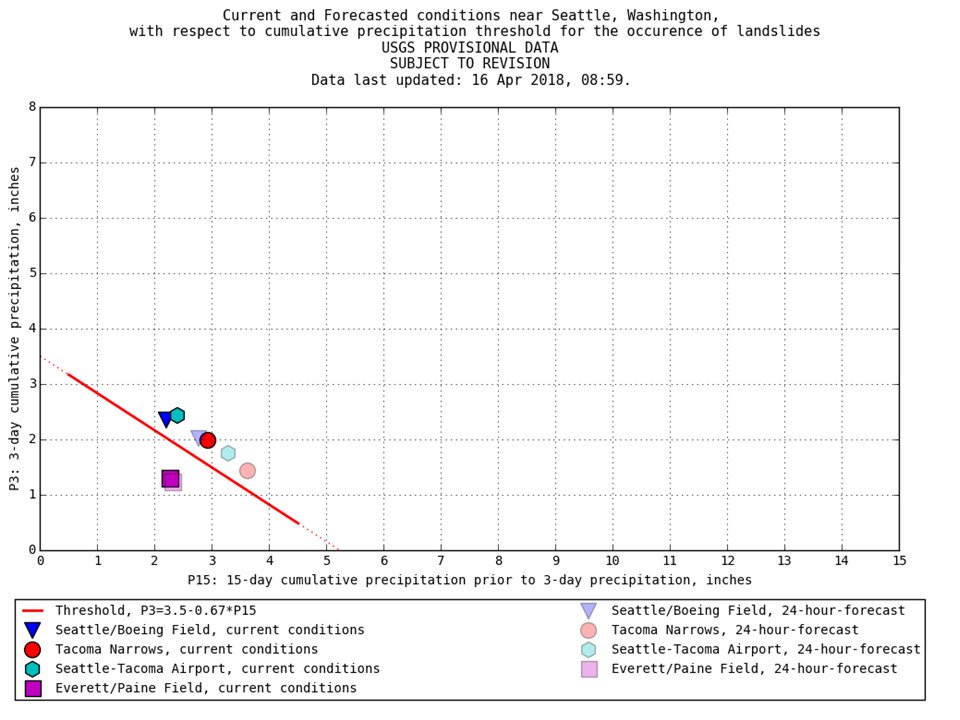 Current and Forecasted conditions near Seattle, Washington,
with respect to cumulative precipitation threshold for the occurence of landslides
USGS PROVISIONAL DATA
SUBJECT TO REVISION
Data last updated: 16 Apr 2018, 08:59.
8
7
6
5
4
3
2
1
0
P3: 3-day cumulative precipitation, inches
0 1 2 3 4 5 6 7 8 9 10 11 12 13 14 15
P15: 15-day cumulative precipitation prior to 3-day precipitation, inches
Threshold, P3=3.5-0.67*P15
Seattle/Boeing Field, current conditions
Tacoma Narrows, current conditions
Seattle-Tacoma Airport, current conditions
Everett/Paine Field, current conditions
Seattle/Boeing Field, 24-hour-forecast
Tacoma Narrows, 24-hour-forecast
Seattle-Tacoma Airport, 24-hour-forecast
Everett/Paine Field, 24-hour-forecast